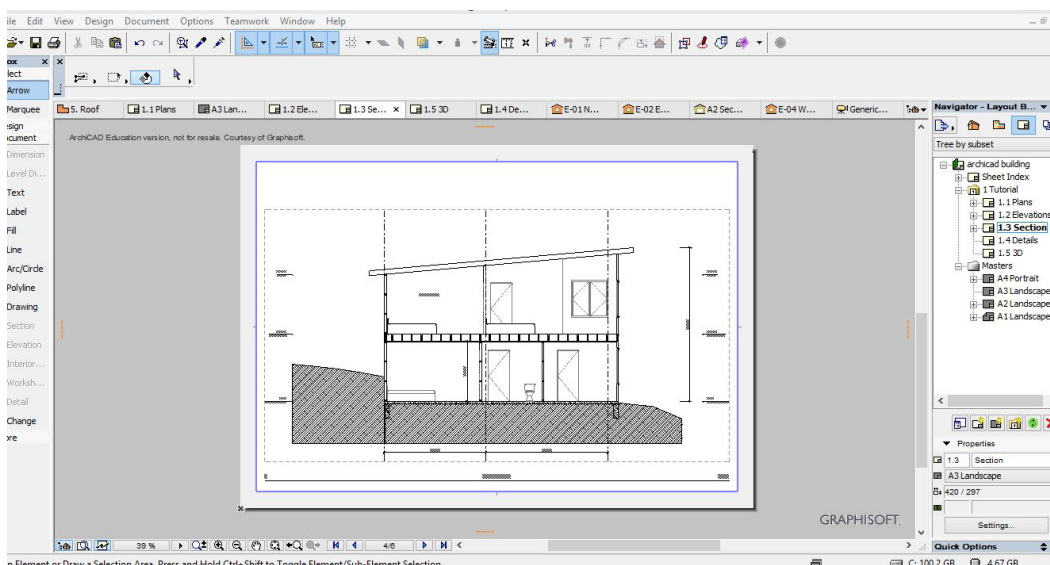 ile Edit View Design Document Options Teamwork Window Help
ox
lect
Arrow
Marquee
esign
ocument
Dimension
Level Di...
Text
Label
Fill
Line
Arc/Circle
Polyline
Drawing
Section
Elevation
Interior...
Worksh...
Detail
Change
ore
5. Roof 1.1 Plans A3 Lan... 1.2 Ele... 1.3 Se... 1.5 3D 1.4 De... E-01 N... E-02 E... A2 Sec... E-04 W... Generic...
ArchiCAD Education version, not for resale. Courtesy of Graphisoft.
GRAPHISOFT.
39 % 4/6
Navigator - Layout B...
Tree by subset
archicad building
Sheet Index
1 Tutorial
1.1 Plans
1.2 Elevations
1.3 Section
1.4 Details
1.5 3D
Masters
A4 Portrait
A3 Landscape
A2 Landscape
A1 Landscape
Properties
1.3 Section
A3 Landscape
420 / 297
Settings...
Quick Options
n Element or Draw a Selection Area. Press and Hold Ctrl+Shift to Toggle Element/Sub-Element Selection.
C: 100.2 GB 4.67 GB